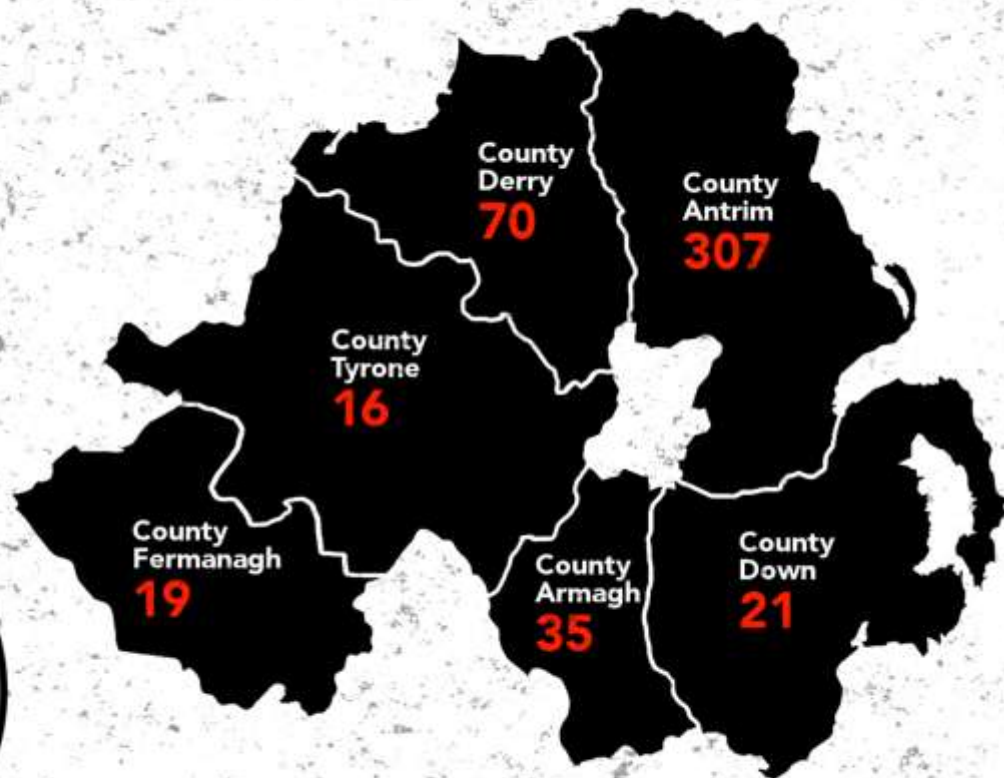 County
Derry
70
County
Antrim
307
County
Tyrone
16
County
Fermanagh
19
County
Armagh
35
County
Down
21